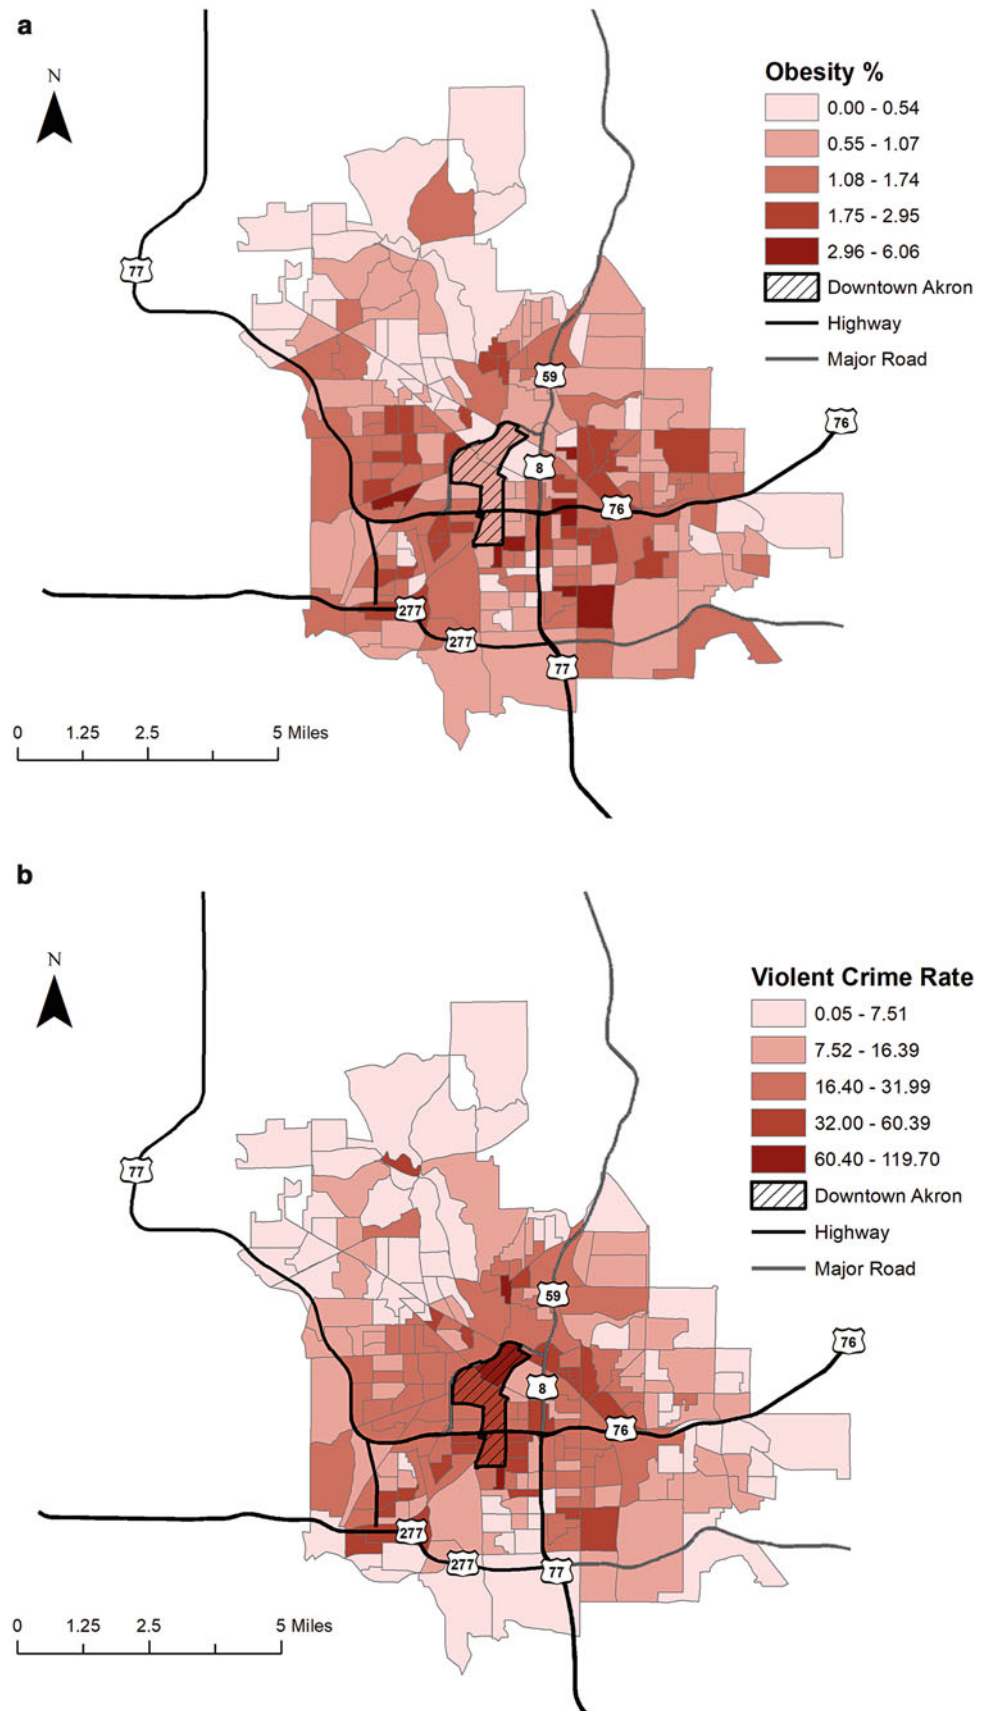 a
N
Obesity %
0.00 - 0.54
0.55 - 1.07
1.08 - 1.74
1.75 - 2.95
2.96 - 6.06
Downtown Akron
Highway
Major Road
77
59
76
8
76
277
277
77
0 1.25 2.5 5 Miles
b
N
Violent Crime Rate
0.05 - 7.51
7.52 - 16.39
16.40 - 31.99
32.00 - 60.39
60.40 - 119.70
Downtown Akron
Highway
Major Road
77
59
76
8
76
277
277
77
0 1.25 2.5 5 Miles